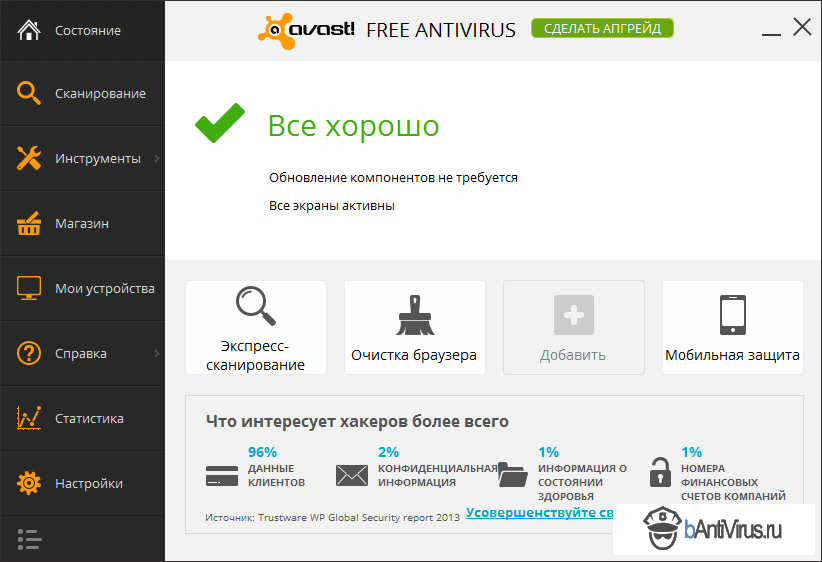 Состояние
Сканирование
Инструменты
Магазин
Мои устройства
Справка
Статистика
Настройки
avast! FREE ANTIVIRUS СДЕЛАТЬ АПГРЕЙД
Все хорошо
Обновление компонентов не требуется
Все экраны активны
Экспресс-
сканирование
Очистка браузера
Добавить
Мобильная защита
Что интересует хакеров более всего
96%
ДАННЫЕ
КЛИЕНТОВ
2%
КОНФИДЕНЦИАЛЬНАЯ
ИНФОРМАЦИЯ
1%
ИНФОРМАЦИЯ О
СОСТОЯНИИ
ЗДОРОВЬЯ
1%
НОМЕРА
ФИНАНСОВЫХ
СЧЕТОВ КОМПАНИЙ
Источник: Trustware WP Global Security report 2013
Усовершенствуйте св
bAntiVirus.ru